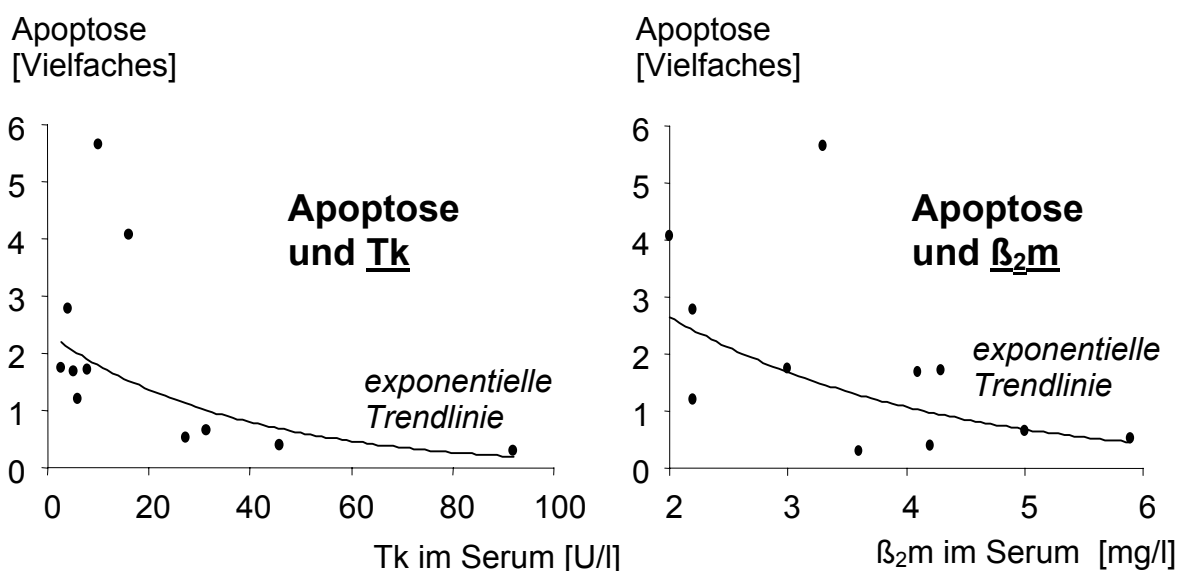 Apoptose
[Vielfaches]
6
5
4
3
2
1
0
Apoptose
und Tk
exponentielle
Trendlinie
0 20 40 60 80 100
Tk im Serum [U/l]
Apoptose
[Vielfaches]
6
5
4
3
2
1
0
Apoptose
und ß₂m
exponentielle
Trendlinie
2 3 4 5 6
ß₂m im Serum [mg/l]